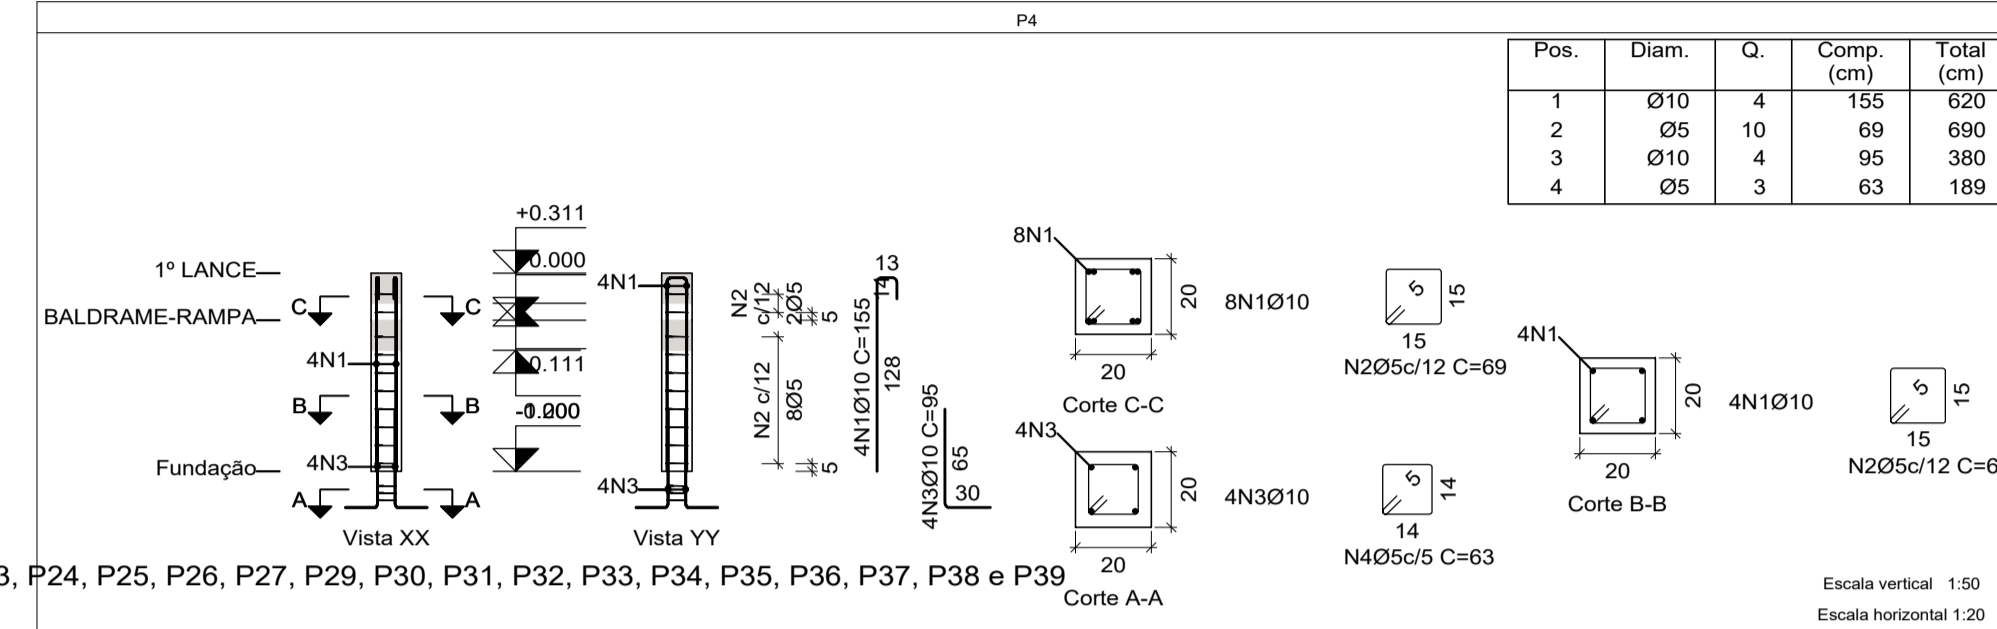 P4
Pos. Diam. Q. Comp. (cm) Total (cm)
1 Ø10 4 155 620
2 Ø5 10 69 690
3 Ø10 4 95 380
4 Ø5 3 63 189
1º LANCE
BALDRAME-RAMPA
Fundação
C C
4N1
B B
4N3
A A
Vista XX
+0.311
0.000
0.111
4N1
4N3
Vista YY
N2 c/12
2Ø5
5
N2 c/12
8Ø5
5
4N1Ø10 C=155
13
14
128
4N3Ø10 C=95
65
30
8N1
20
20
Corte C-C
8N1Ø10
5
15
15
N2Ø5c/12 C=69
4N3
20
20
Corte A-A
4N3Ø10
5
14
14
N4Ø5c/5 C=63
4N1
20
20
Corte B-B
4N1Ø10
5
15
15
N2Ø5c/12 C=6
3, P24, P25, P26, P27, P29, P30, P31, P32, P33, P34, P35, P36, P37, P38 e P39
Escala vertical 1:50
Escala horizontal 1:20